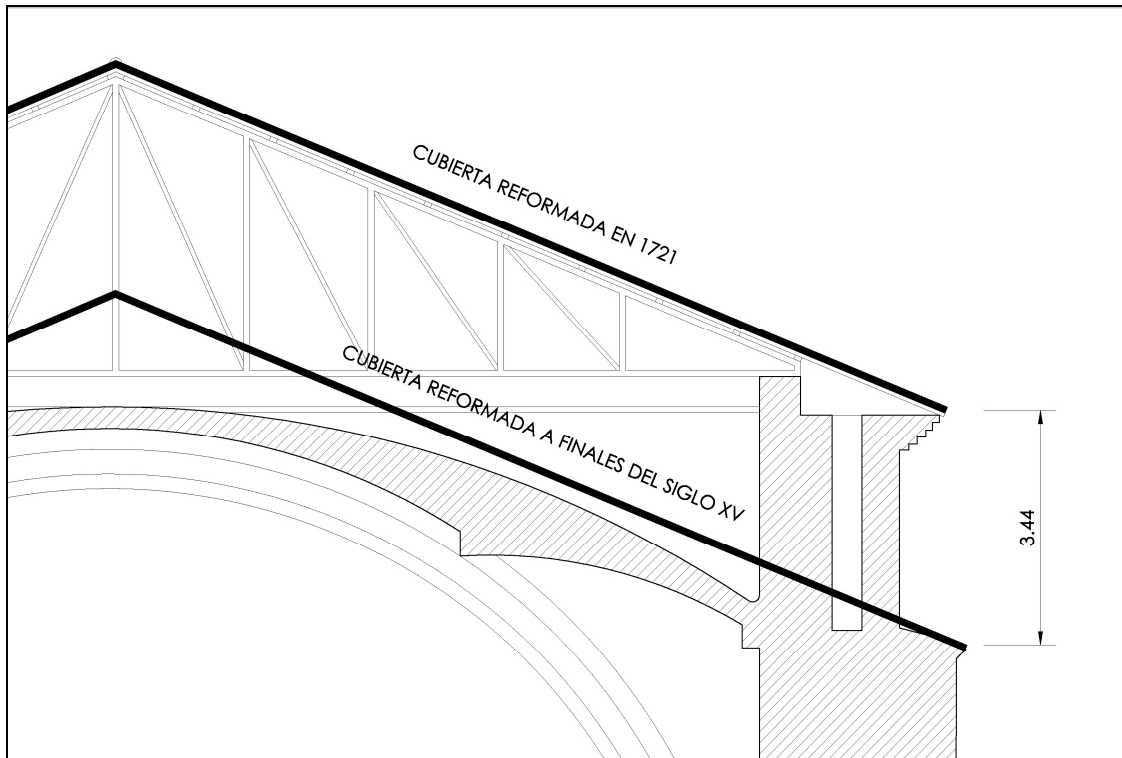 CUBIERTA REFORMADA EN 1721
CUBIERTA REFORMADA A FINALES DEL SIGLO XV
3.44